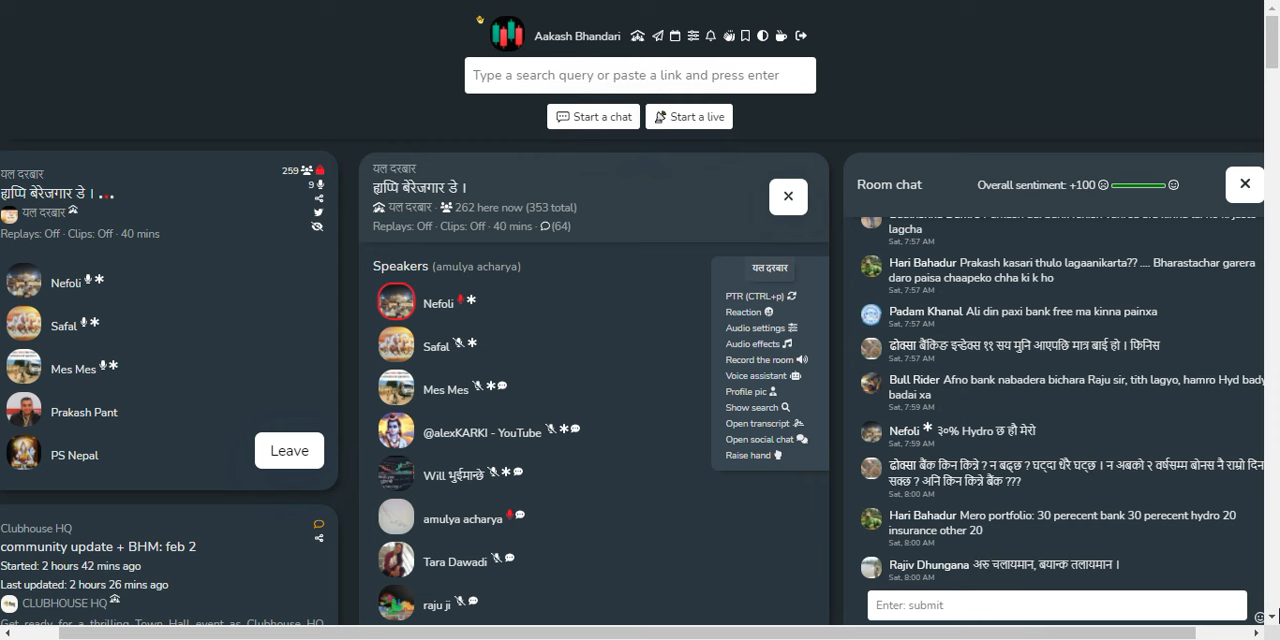 Aakash Bhandari
Type a search query or paste a link and press enter
Start a chat
Start a live
यल दरबार
259
ह्याप्पि बेरेजगार डे । ...
9
यल दरबार
Replays: Off · Clips: Off · 40 mins
Nefoli
Safal
Mes Mes
Prakash Pant
PS Nepal
Leave
Clubhouse HQ
community update + BHM: feb 2
Started: 2 hours 42 mins ago
Last updated: 2 hours 26 mins ago
CLUBHOUSE HQ
Get ready for a thrilling Town Hall event as Clubhouse HQ
यल दरबार
ह्याप्पि बेरेजगार डे ।
यल दरबार · 262 here now (353 total)
Replays: Off · Clips: Off · 40 mins · (64)
Speakers (amulya acharya)
Nefoli
Safal
Mes Mes
@alexKARKI - YouTube
Will भुईमान्छे
amulya acharya
Tara Dawadi
raju ji
यल दरबार
PTR (CTRL+p)
Reaction
Audio settings
Audio effects
Record the room
Voice assistant
Profile pic
Show search
Open transcript
Open social chat
Raise hand
Room chat
Overall sentiment: +100
lagcha
Sat, 7:57 AM
Hari Bahadur Prakash kasari thulo lagaanikarta?? .... Bharastachar garera
daro paisa chaapeko chha ki k ho
Sat, 7:57 AM
Padam Khanal Ali din paxi bank free ma kinna painxa
Sat, 7:57 AM
ढोक्सा बैंकिङ इन्डेक्स ११ सय मुनि आएपछि मात्र बाई हो । फिनिस
Sat, 7:57 AM
Bull Rider Afno bank nabadera bichara Raju sir, tith lagyo, hamro Hyd bady
badai xa
Sat, 7:59 AM
Nefoli * ३०% Hydro छ हौ मेरो
Sat, 7:59 AM
ढोक्सा बैंक किन किन्ने ? न बढ्छ ? घट्दा धेरै घट्छ । न अबको २ वर्षसम्म बोनस नै राम्रो दिन
सक्छ ? अनि किन किन्ने बैंक ???
Sat, 8:00 AM
Hari Bahadur Mero portfolio: 30 perecent bank 30 perecent hydro 20
insurance other 20
Sat, 8:00 AM
Rajiv Dhungana अरु चलायमान, बयान्क तलायमान ।
Sat, 8:00 AM
Enter: submit